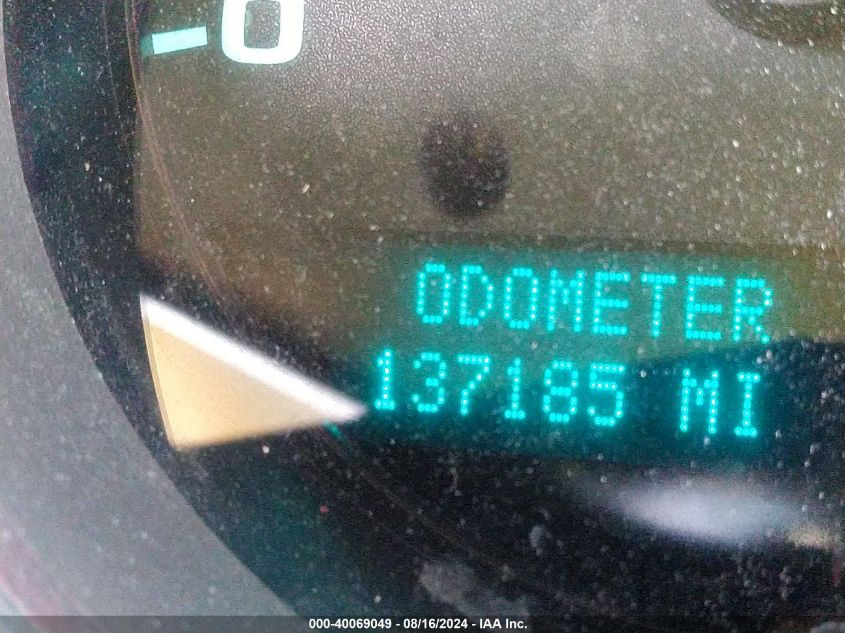 0
ODOMETER
137185 MI
000-40069049 - 08/16/2024 - IAA Inc.